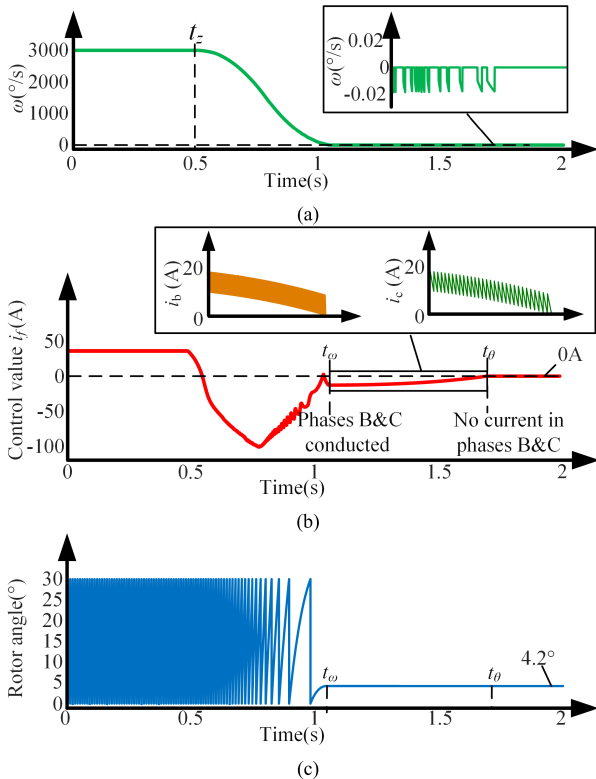 3000
2000
1000
0
ω(°/s)
t_z
0.02
0
-0.02
ω(°/s)
0
0.5
1
1.5
2
Time(s)
(a)
20
0
i_b (A)
20
0
i_c (A)
50
0
-50
-100
Control value i_f(A)
t_ω
t_θ
0A
Phases B&C
conducted
No current in
phases B&C
0
0.5
1
1.5
2
Time(s)
(b)
30
25
20
15
10
5
0
Rotor angle(°)
t_ω
t_θ
4.2°
0
0.5
1
1.5
2
Time(s)
(c)